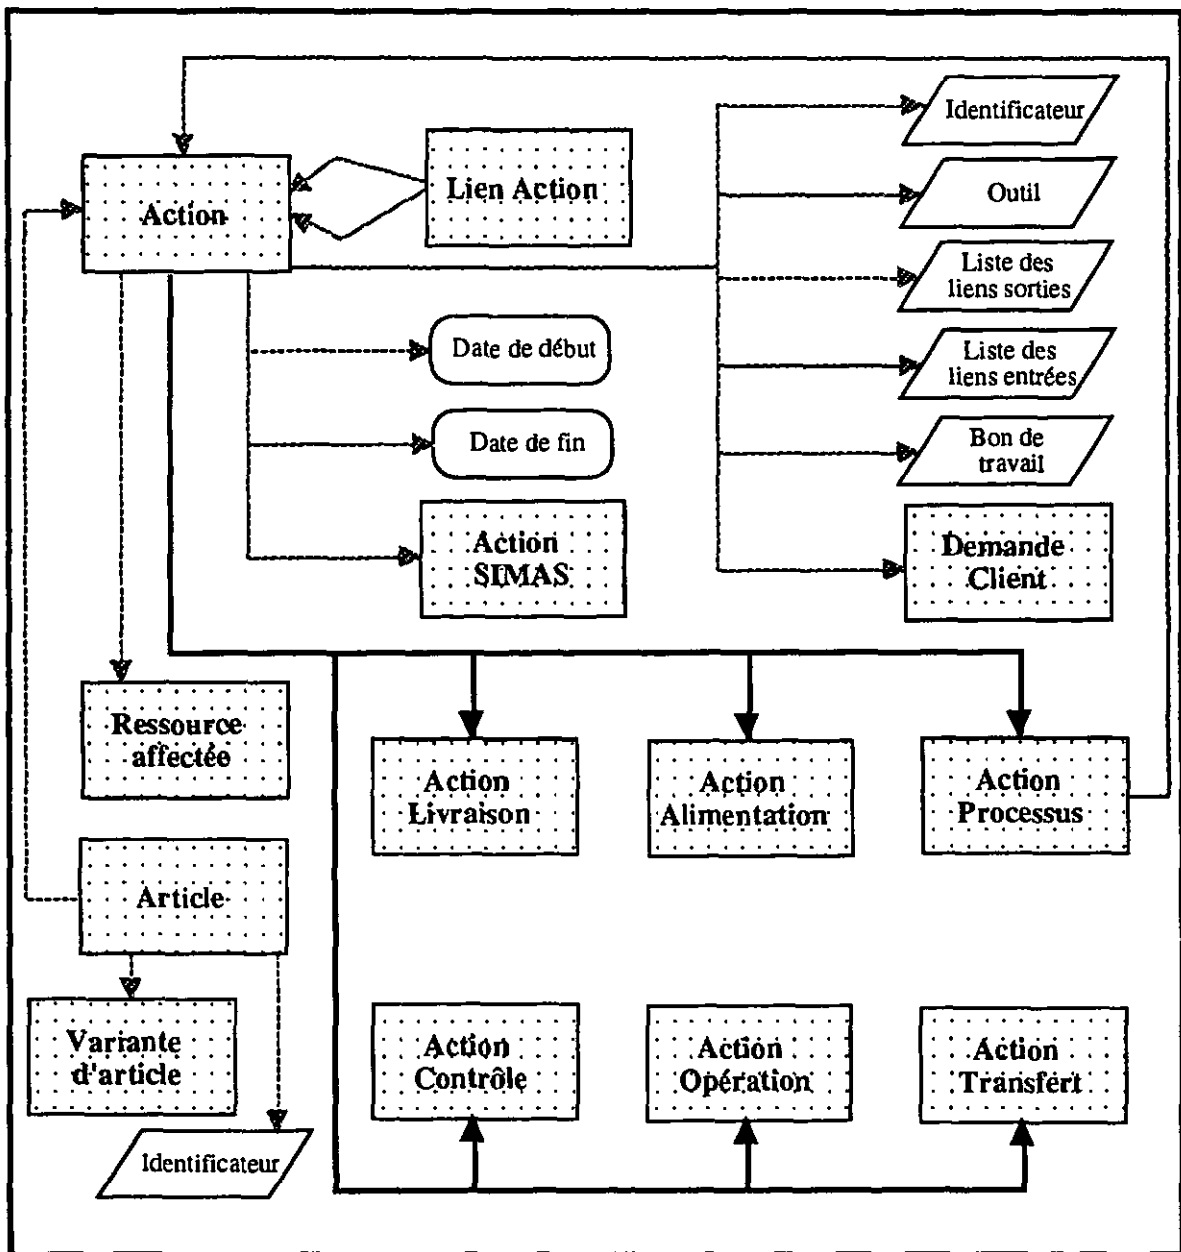 Identificateur
Action
Lien Action
Outil
Liste des
liens sorties
Date de début
Liste des
liens entrées
Date de fin
Bon de
travail
Action
SIMAS
Demande
Client
Ressource
affectée
Action
Livraison
Action
Alimentation
Action
Processus
Article
Variante
d'article
Action
Contrôle
Action
Opération
Action
Transfért
Identificateur